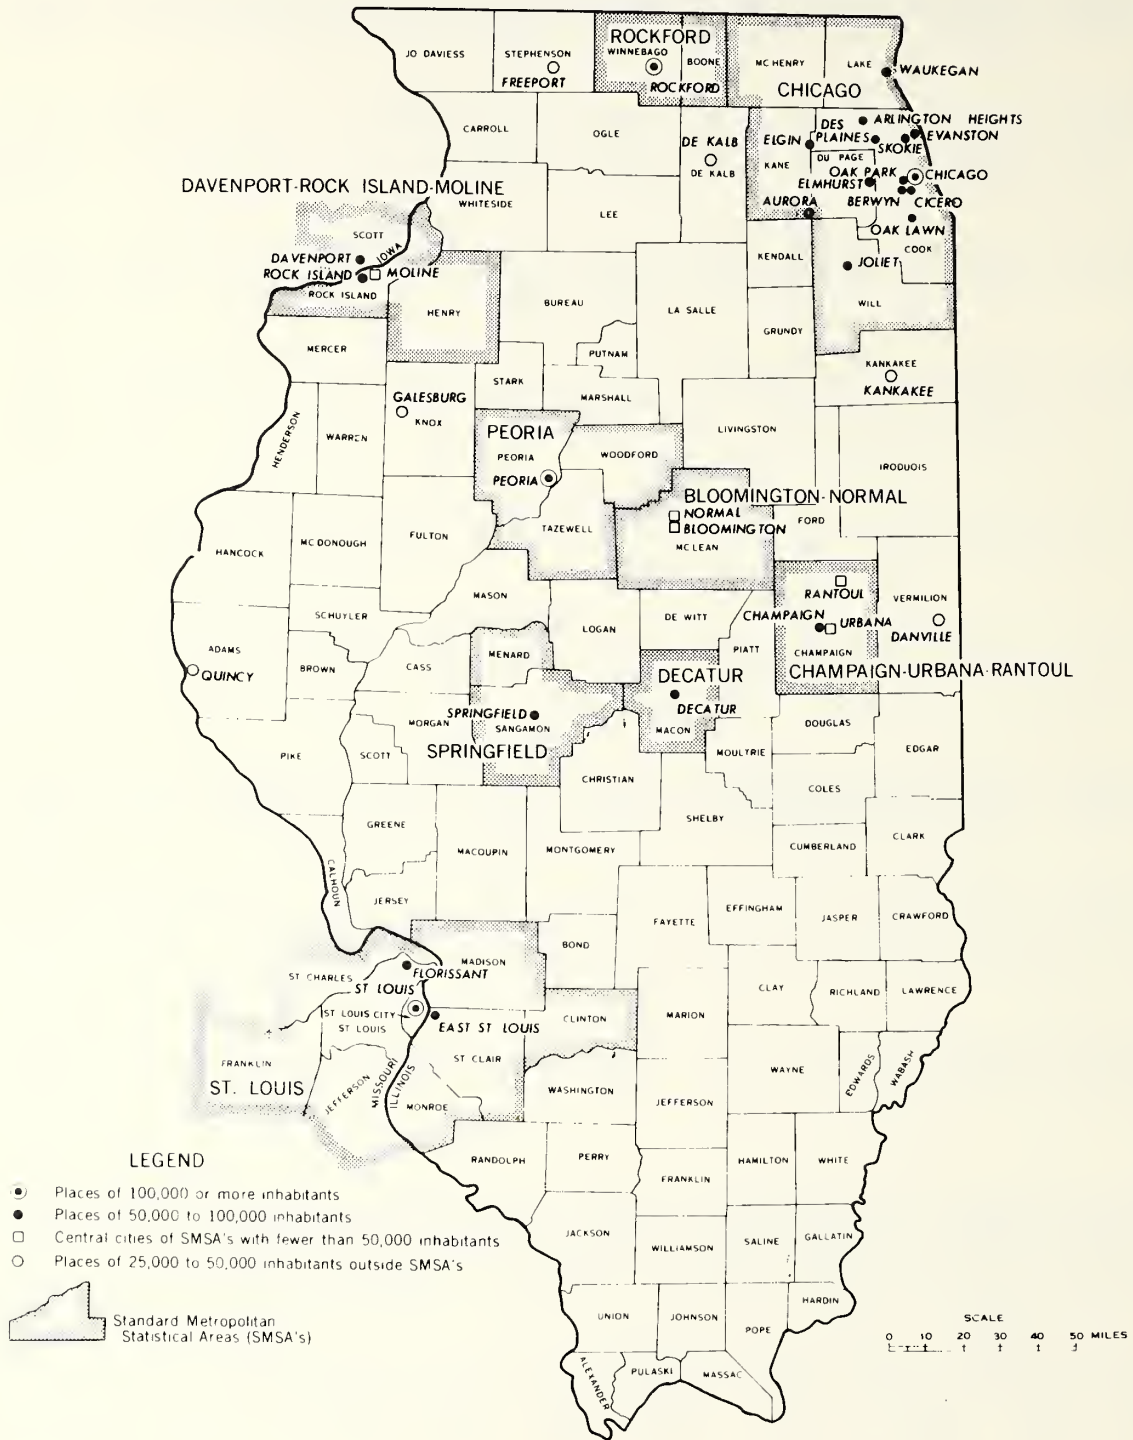 ROCKFORD
JO DAVIESS
STEPHENSON
WINNEBAGO
BOONE
MC HENRY
LAKE
FREEPORT
ROCKFORD
WAUKEGAN
CHICAGO
CARROLL
OGLE
DE KALB
DE KALB
ELGIN
DES
PLAINES
ARLINGTON HEIGHTS
EVANSTON
SKOKIE
KANE
DU PAGE
OAK PARK
CHICAGO
ELMHURST
AURORA
BERWYN
CICERO
OAK LAWN
COOK
DAVENPORT-ROCK ISLAND-MOLINE
WHITESIDE
LEE
SCOTT
IOWA
DAVENPORT
ROCK ISLAND
MOLINE
ROCK ISLAND
KENDALL
JOLIET
WILL
HENRY
BUREAU
LA SALLE
GRUNDY
MERCER
PUTNAM
KANKAKEE
KANKAKEE
STARK
MARSHALL
GALESBURG
KNOX
HENDERSON
WARREN
PEORIA
PEORIA
PEORIA
WOODFORD
LIVINGSTON
IRODUOIS
BLOOMINGTON-NORMAL
NORMAL
BLOOMINGTON
MC LEAN
FORD
HANCOCK
MC DONOUGH
FULTON
TAZEWELL
MASON
RANTOUL
VERMILION
SCHUYLER
LOGAN
DE WITT
CHAMPAIGN
URBANA
DANVILLE
CHAMPAIGN
CHAMPAIGN-URBANA-RANTOUL
ADAMS
QUINCY
BROWN
CASS
MENARD
PIATT
DECATUR
DECATUR
MACON
SPRINGFIELD
SANGAMON
SPRINGFIELD
MORGAN
SCOTT
PIKE
DOUGLAS
MOULTRIE
EDGAR
CHRISTIAN
COLES
SHELBY
GREENE
MACOUPIN
MONTGOMERY
CUMBERLAND
CLARK
CALHOUN
JERSEY
FAYETTE
EFFINGHAM
JASPER
CRAWFORD
BOND
MADISON
ST CHARLES
FLORISSANT
ST LOUIS
ST LOUIS CITY
ST LOUIS
EAST ST LOUIS
CLINTON
MARION
CLAY
RICHLAND
LAWRENCE
FRANKLIN
ST. LOUIS
JEFFERSON
MISSOURI
ILLINOIS
ST CLAIR
MONROE
WASHINGTON
JEFFERSON
WAYNE
EDWARDS
WABASH
RANDOLPH
PERRY
FRANKLIN
HAMILTON
WHITE
JACKSON
WILLIAMSON
SALINE
GALLATIN
UNION
JOHNSON
POPE
HARDIN
ALEXANDER
PULASKI
MASSAC
LEGEND
Places of 100,000 or more inhabitants
Places of 50,000 to 100,000 inhabitants
Central cities of SMSA's with fewer than 50,000 inhabitants
Places of 25,000 to 50,000 inhabitants outside SMSA's
Standard Metropolitan
Statistical Areas (SMSA's)
SCALE
0 10 20 30 40 50 MILES